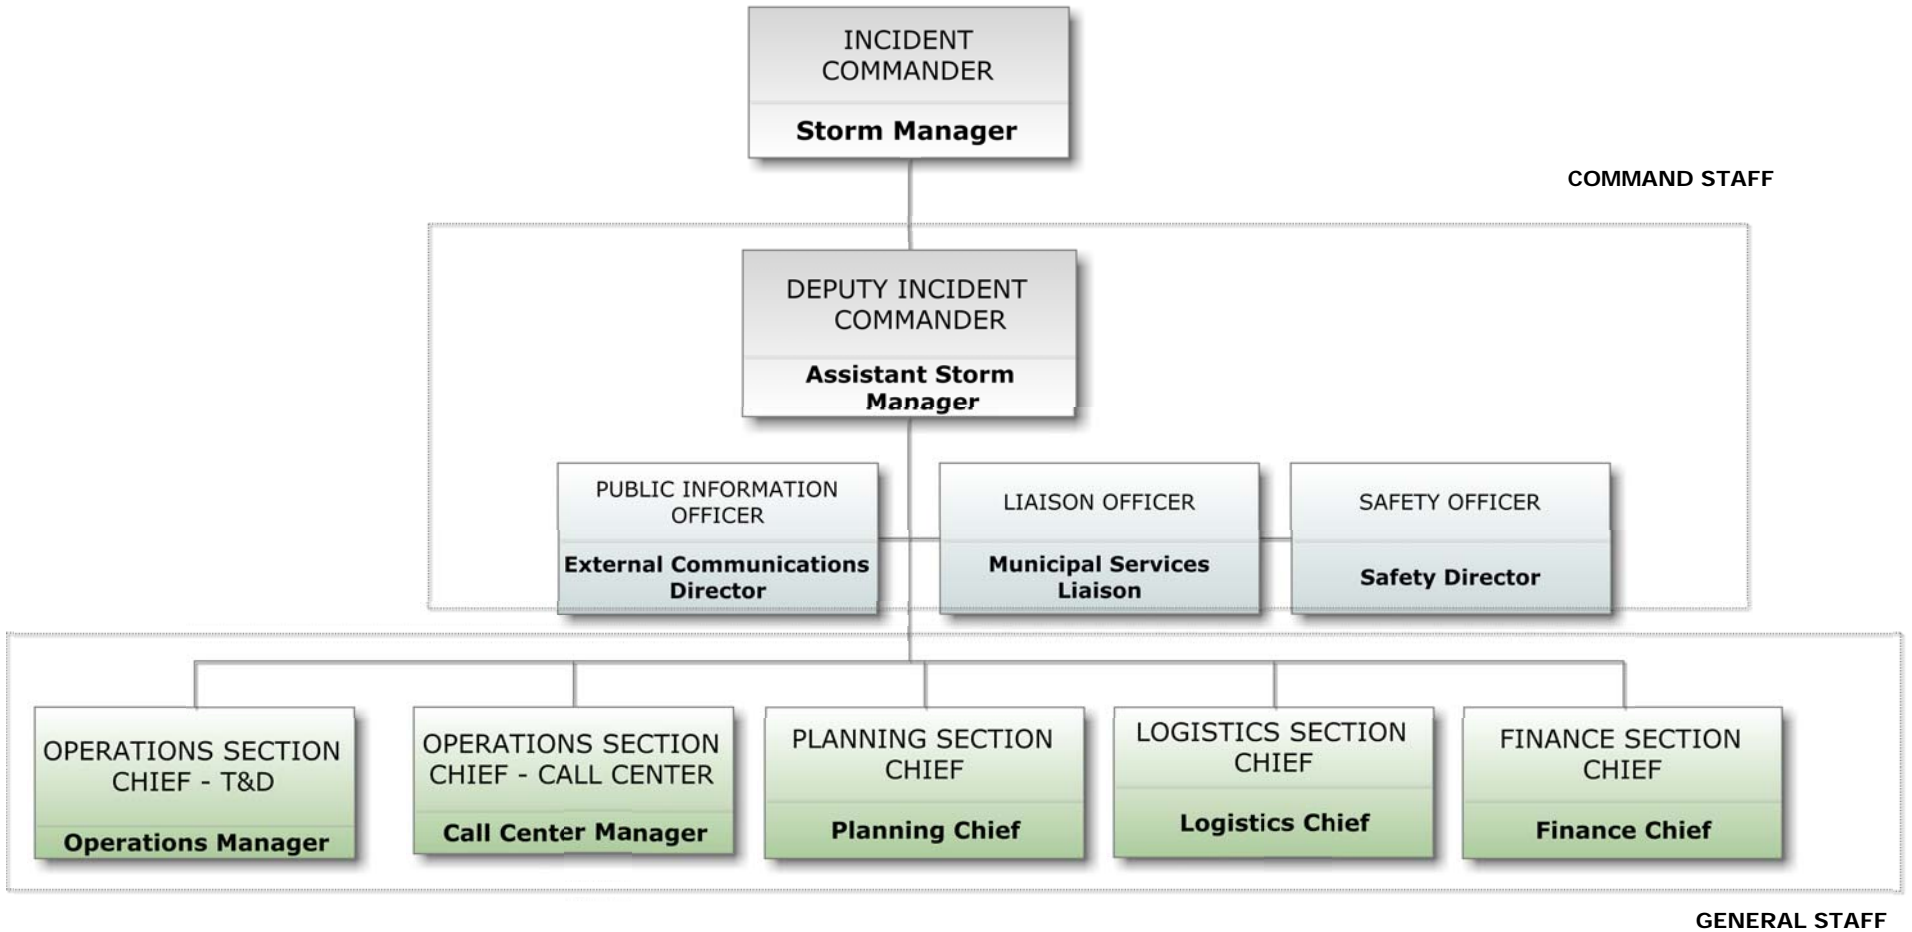 INCIDENT
COMMANDER
Storm Manager
COMMAND STAFF
DEPUTY INCIDENT
COMMANDER
Assistant Storm
Manager
PUBLIC INFORMATION
OFFICER
External Communications
Director
LIAISON OFFICER
Municipal Services
Liaison
SAFETY OFFICER
Safety Director
OPERATIONS SECTION
CHIEF - T&D
Operations Manager
OPERATIONS SECTION
CHIEF - CALL CENTER
Call Center Manager
PLANNING SECTION
CHIEF
Planning Chief
LOGISTICS SECTION
CHIEF
Logistics Chief
FINANCE SECTION
CHIEF
Finance Chief
GENERAL STAFF